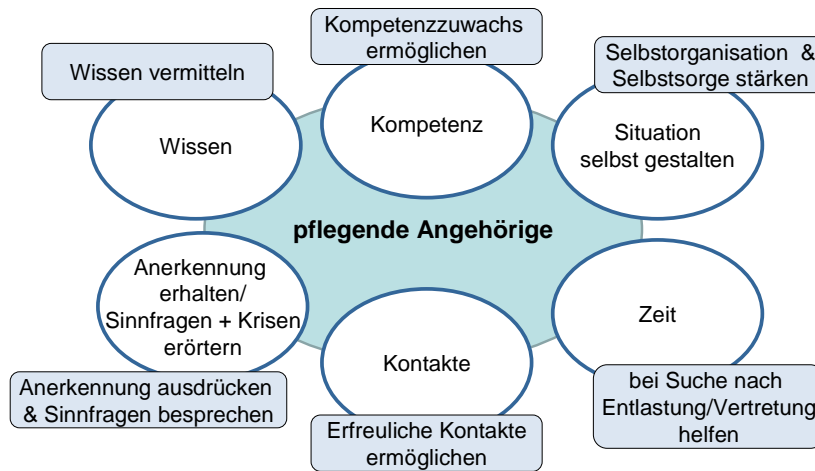 Kompetenzzuwachs
ermöglichen
Wissen vermitteln
Selbstorganisation &
Selbstsorge stärken
Wissen
Kompetenz
Situation
selbst gestalten
pflegende Angehörige
Anerkennung
erhalten/
Sinnfragen + Krisen
erörtern
Kontakte
Zeit
Anerkennung ausdrücken
& Sinnfragen besprechen
Erfreuliche Kontakte
ermöglichen
bei Suche nach
Entlastung/Vertretung
helfen